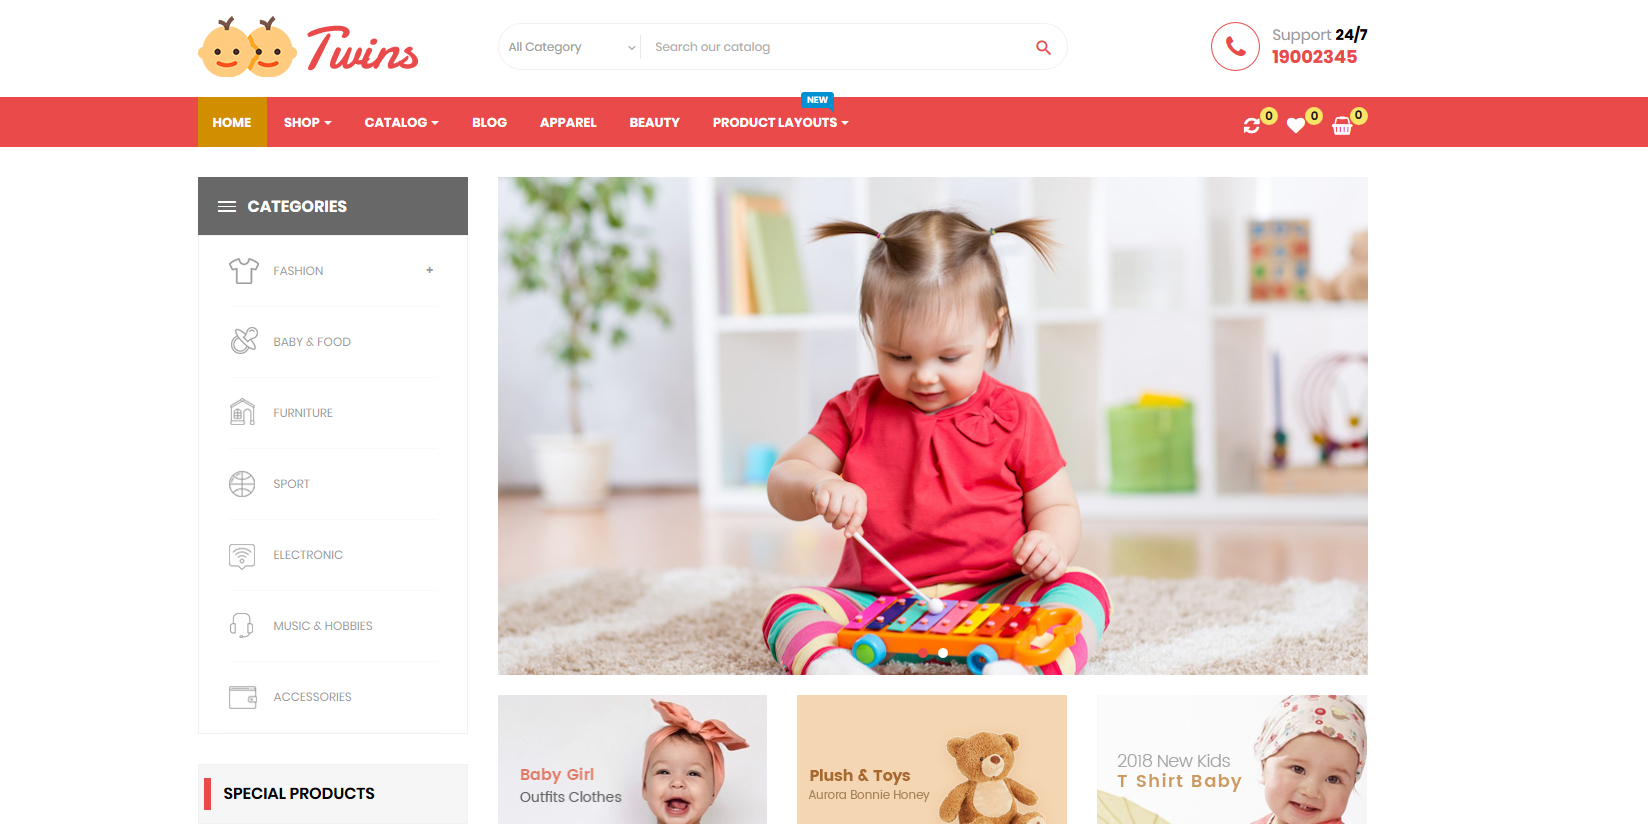 Twins
All Category
Search our catalog
Support 24/7
19002345
HOME
SHOP
CATALOG
BLOG
APPAREL
BEAUTY
PRODUCT LAYOUTS
NEW
0
0
0
CATEGORIES
FASHION +
BABY & FOOD
FURNITURE
SPORT
ELECTRONIC
MUSIC & HOBBIES
ACCESSORIES
SPECIAL PRODUCTS
Baby Girl
Outfits Clothes
Plush & Toys
Aurora Bonnie Honey
2018 New Kids
T Shirt Baby